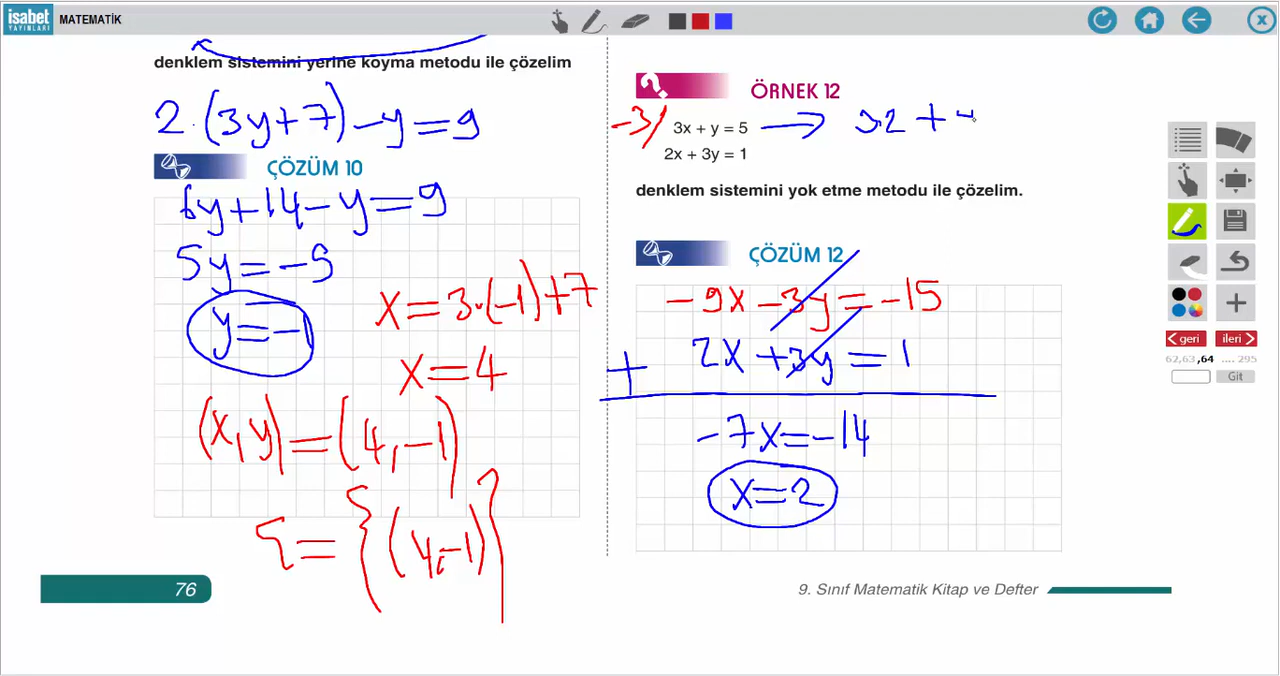 isabet
YAYINLARI
MATEMATİK
denklem sistemini yerine koyma metodu ile çözelim
2.(3y+7)-y=9
ÇÖZÜM 10
6y+14-y=9
5y=-5
y=-1
x=3.(-1)+7
x=4
(x,y)=(4,-1)
Ç={(4,-1)}
76
ÖRNEK 12
-3/ 3x + y = 5 → 3.2 + y
2x + 3y = 1
denklem sistemini yok etme metodu ile çözelim.
ÇÖZÜM 12
-9x-3y=-15
+ 2x+3y=1
-7x=-14
x=2
9. Sınıf Matematik Kitap ve Defter
geri ileri
62,63,64 .... 295
Git